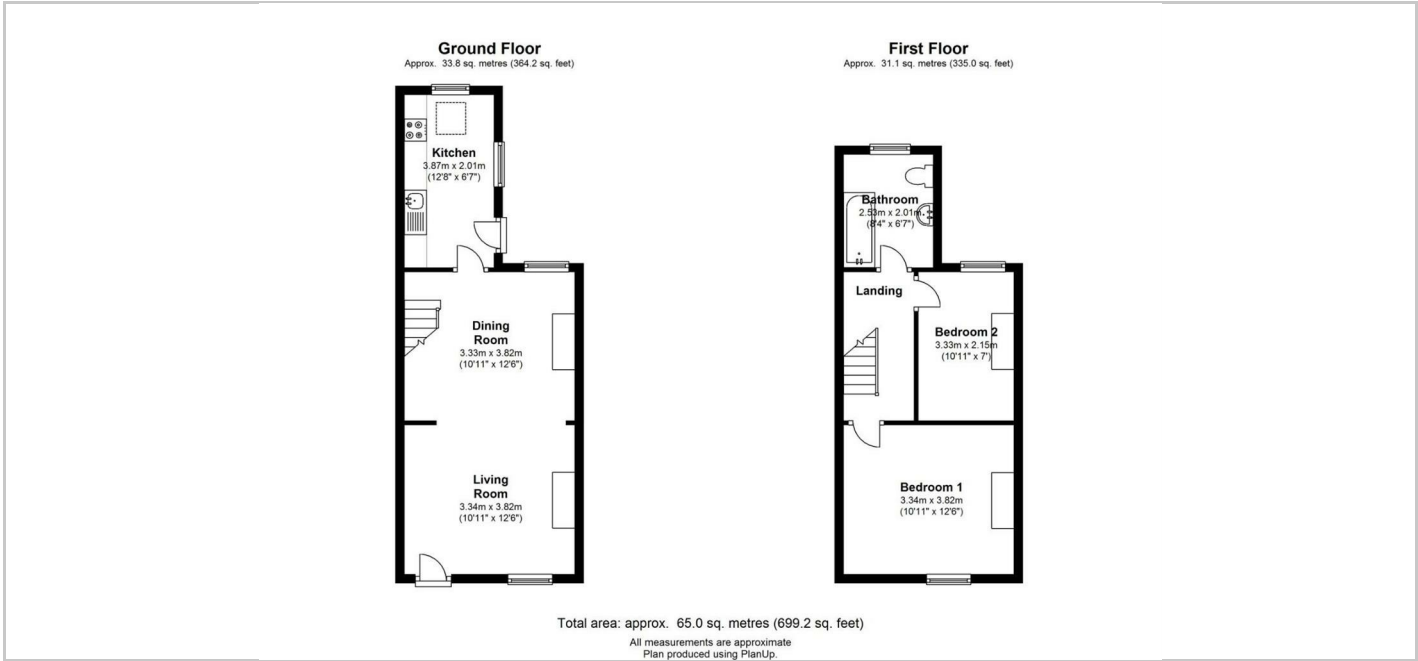 Ground Floor
Approx. 33.8 sq. metres (364.2 sq. feet)
Kitchen
3.87m x 2.01m
(12'8" x 6'7")
Dining
Room
3.33m x 3.82m
(10'11" x 12'6")
Living
Room
3.34m x 3.82m
(10'11" x 12'6")
First Floor
Approx. 31.1 sq. metres (335.0 sq. feet)
Bathroom
2.53m x 2.01m
(8'4" x 6'7")
Landing
Bedroom 2
3.33m x 2.15m
(10'11" x 7')
Bedroom 1
3.34m x 3.82m
(10'11" x 12'6")
Total area: approx. 65.0 sq. metres (699.2 sq. feet)
All measurements are approximate
Plan produced using PlanUp.